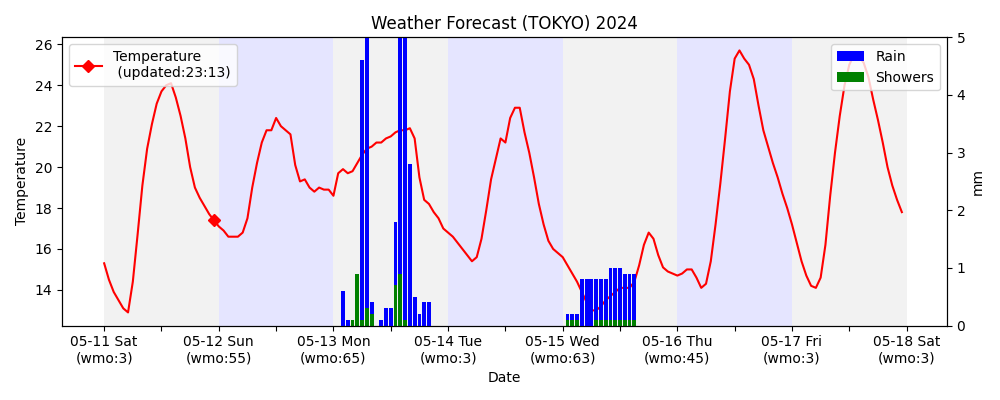 Weather Forecast (TOKYO) 2024
Temperature
(updated:23:13)
Rain
Showers
26
24
22
20
18
16
14
Temperature
5
4
3
2
1
0
mm
05-11 Sat
(wmo:3)
05-12 Sun
(wmo:55)
05-13 Mon
(wmo:65)
05-14 Tue
(wmo:3)
05-15 Wed
(wmo:63)
05-16 Thu
(wmo:45)
05-17 Fri
(wmo:3)
05-18 Sat
(wmo:3)
Date